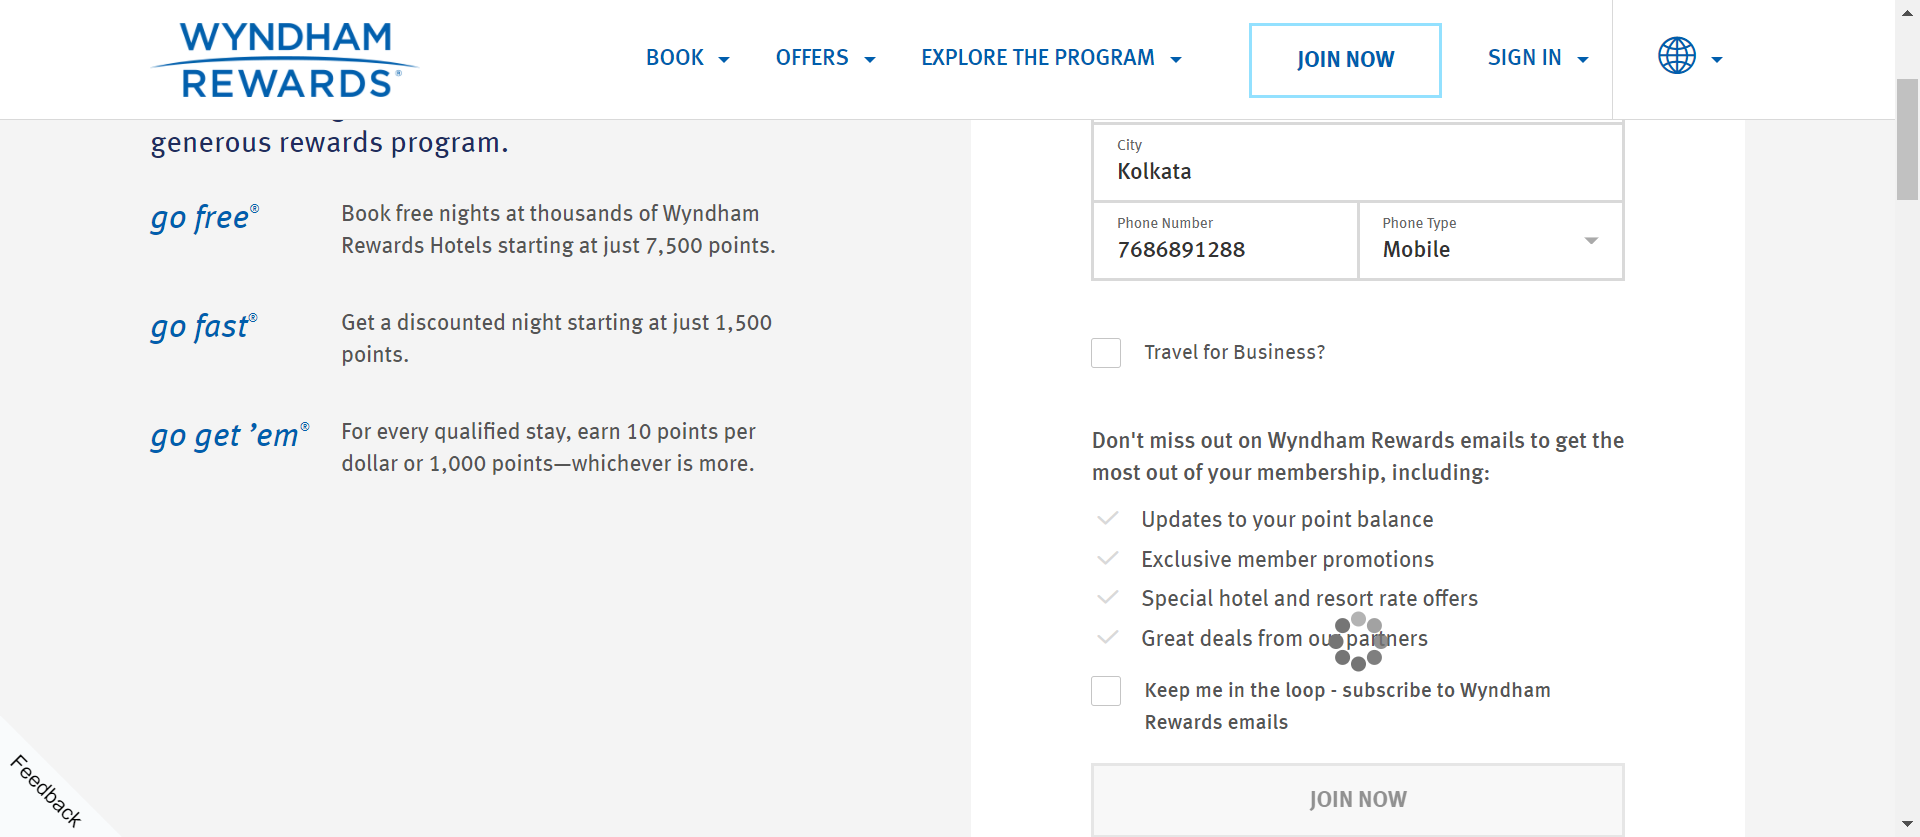 WYNDHAM
REWARDS®
BOOK
OFFERS
EXPLORE THE PROGRAM
JOIN NOW
SIGN IN
generous rewards program.
go free®
Book free nights at thousands of Wyndham
Rewards Hotels starting at just 7,500 points.
go fast®
Get a discounted night starting at just 1,500
points.
go get ’em®
For every qualified stay, earn 10 points per
dollar or 1,000 points—whichever is more.
City
Kolkata
Phone Number
7686891288
Phone Type
Mobile
Travel for Business?
Don't miss out on Wyndham Rewards emails to get the
most out of your membership, including:
Updates to your point balance
Exclusive member promotions
Special hotel and resort rate offers
Great deals from our partners
Keep me in the loop - subscribe to Wyndham
Rewards emails
JOIN NOW
Feedback